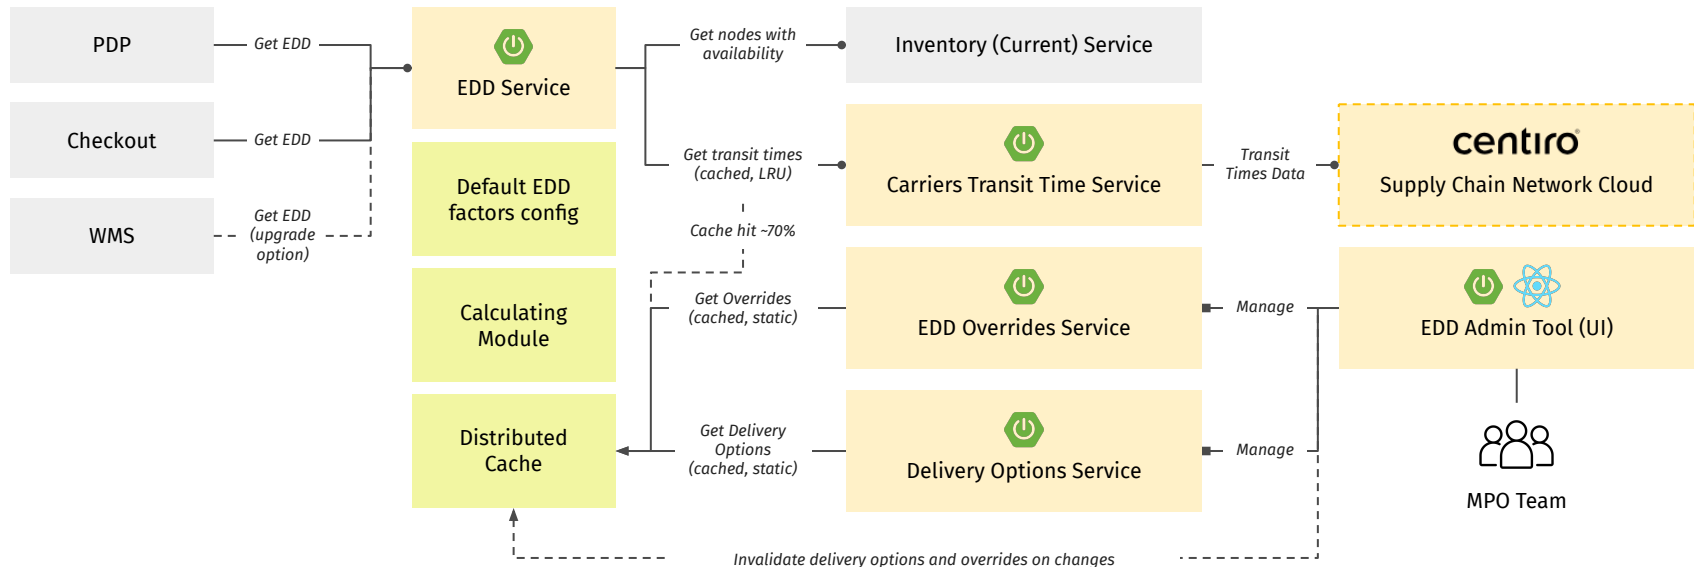 PDP
Get EDD
EDD Service
Get nodes with
availability
Inventory (Current) Service
Checkout
Get EDD
Default EDD
factors config
Get transit times
(cached, LRU)
Carriers Transit Time Service
Transit
Times Data
centiro
Supply Chain Network Cloud
WMS
Get EDD
(upgrade
option)
Cache hit ~70%
Calculating
Module
Get Overrides
(cached, static)
EDD Overrides Service
Manage
EDD Admin Tool (UI)
Distributed
Cache
Get Delivery
Options
(cached, static)
Delivery Options Service
Manage
MPO Team
Invalidate delivery options and overrides on changes